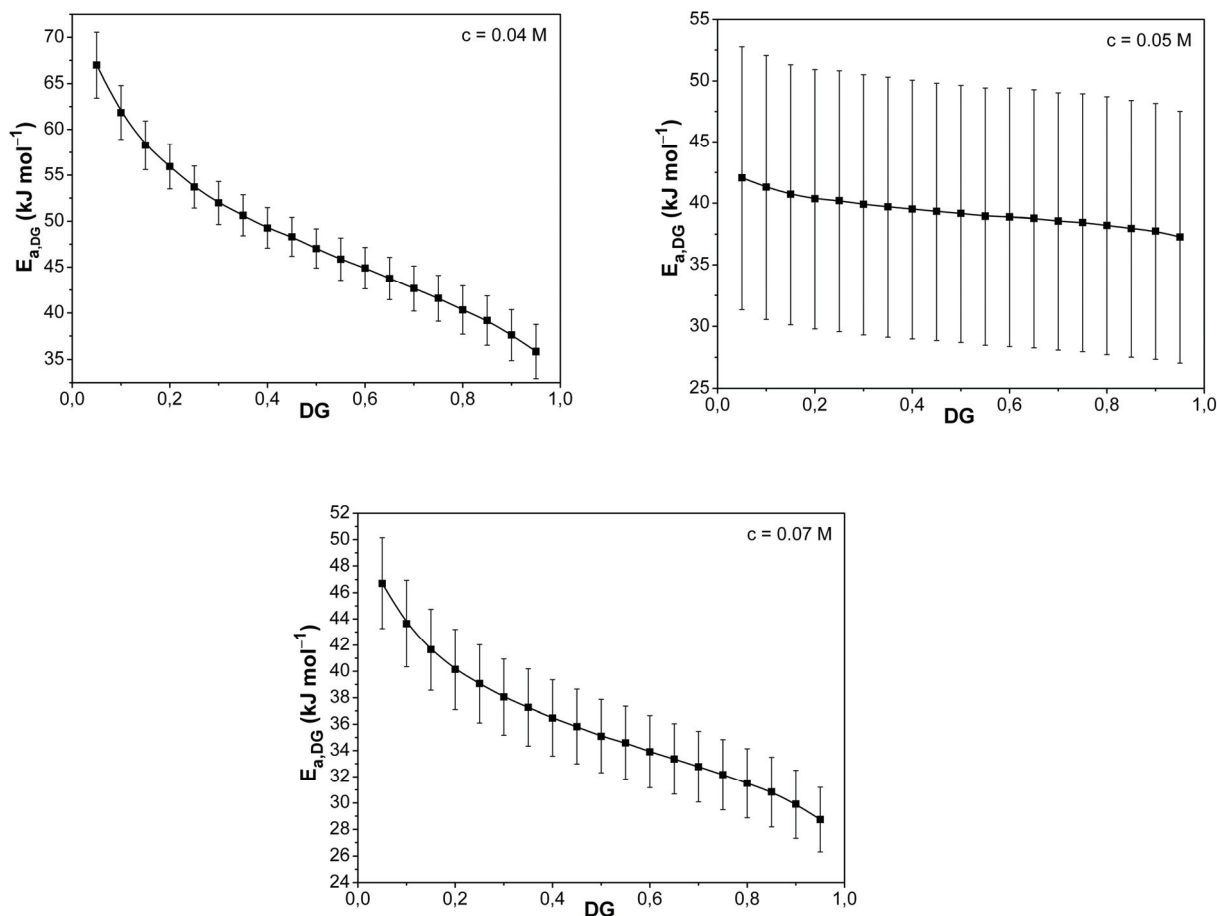 c = 0.04 M
E_a,DG (kJ mol⁻¹)
70
65
60
55
50
45
40
35
0,0 0,2 0,4 0,6 0,8 1,0
DG
c = 0.05 M
E_a,DG (kJ mol⁻¹)
55
50
45
40
35
30
25
0,0 0,2 0,4 0,6 0,8 1,0
DG
c = 0.07 M
E_a,DG (kJ mol⁻¹)
52
50
48
46
44
42
40
38
36
34
32
30
28
26
24
0,0 0,2 0,4 0,6 0,8 1,0
DG